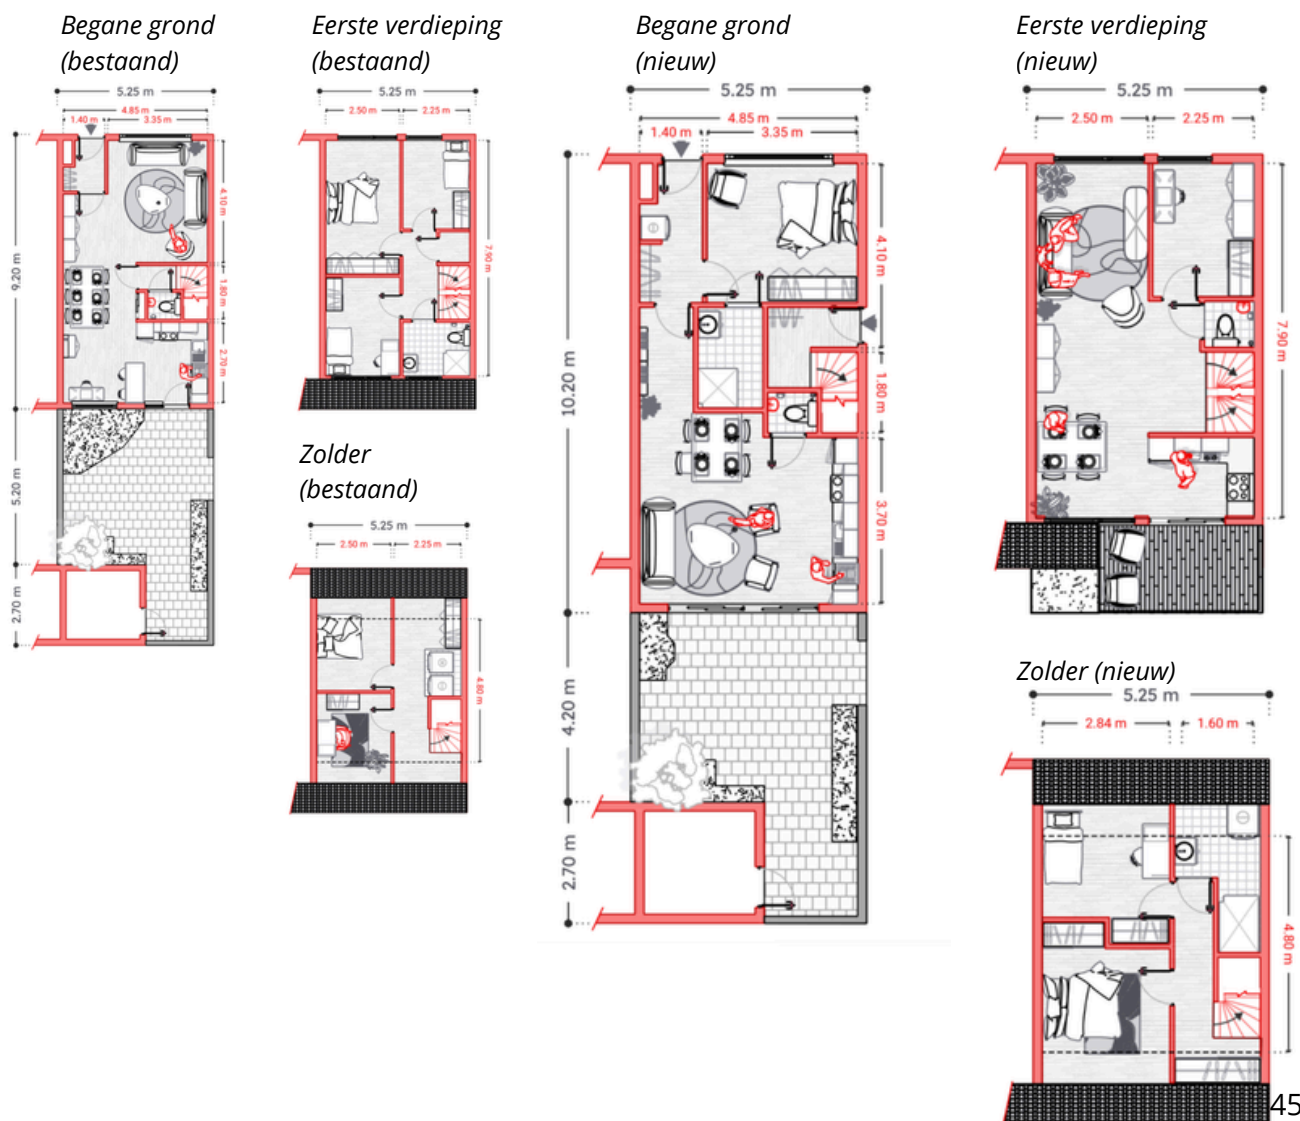 Begane grond
(bestaand)
5.25 m
4.85 m
1.40 m
3.35 m
9.20 m
4.10 m
1.80 m
2.70 m
5.20 m
2.70 m
Eerste verdieping
(bestaand)
5.25 m
2.50 m
2.25 m
7.90 m
Zolder
(bestaand)
5.25 m
2.50 m
2.25 m
4.80 m
Begane grond
(nieuw)
5.25 m
4.85 m
1.40 m
3.35 m
10.20 m
4.10 m
1.80 m
3.70 m
4.20 m
2.70 m
Eerste verdieping
(nieuw)
5.25 m
2.50 m
2.25 m
7.90 m
Zolder (nieuw)
5.25 m
2.84 m
1.60 m
4.80 m
45